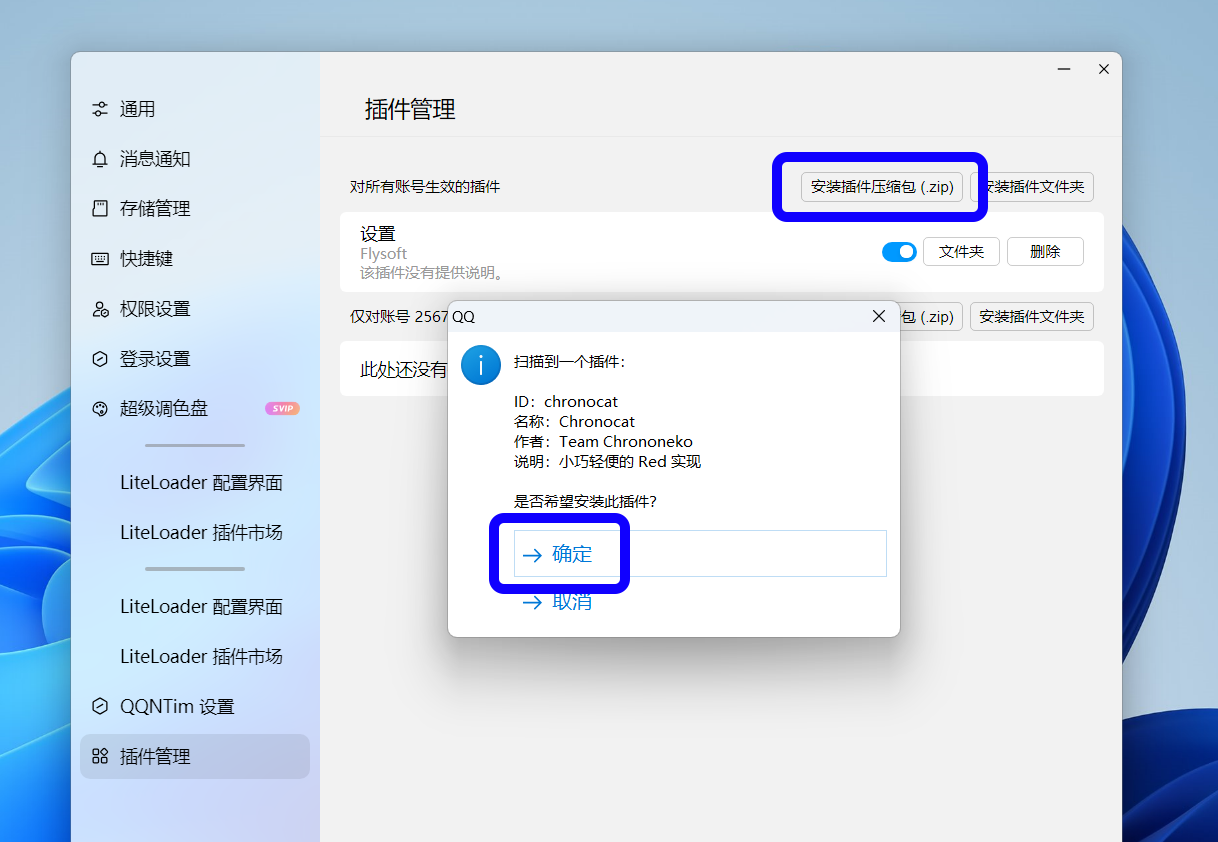 通用
消息通知
存储管理
快捷键
权限设置
登录设置
超级调色盘 SVIP
LiteLoader 配置界面
LiteLoader 插件市场
LiteLoader 配置界面
LiteLoader 插件市场
QQNTim 设置
插件管理
插件管理
对所有账号生效的插件 安装插件压缩包 (.zip) 安装插件文件夹
设置
Flysoft
该插件没有提供说明。
文件夹 删除
仅对账号 2567 包 (.zip) 安装插件文件夹
此处还没有
QQ
扫描到一个插件:
ID: chronocat
名称: Chronocat
作者: Team Chrononeko
说明: 小巧轻便的 Red 实现
是否希望安装此插件?
确定
取消